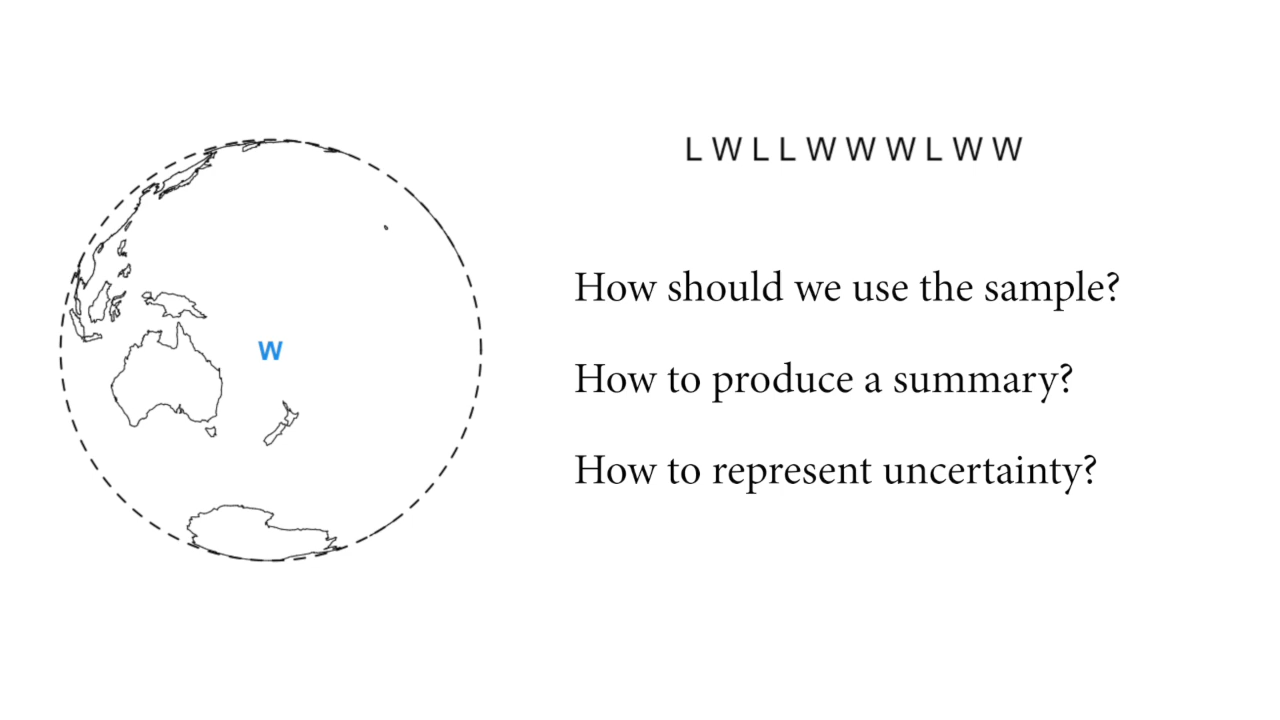 L W L L W W W L W W
How should we use the sample?
W
How to produce a summary?
How to represent uncertainty?